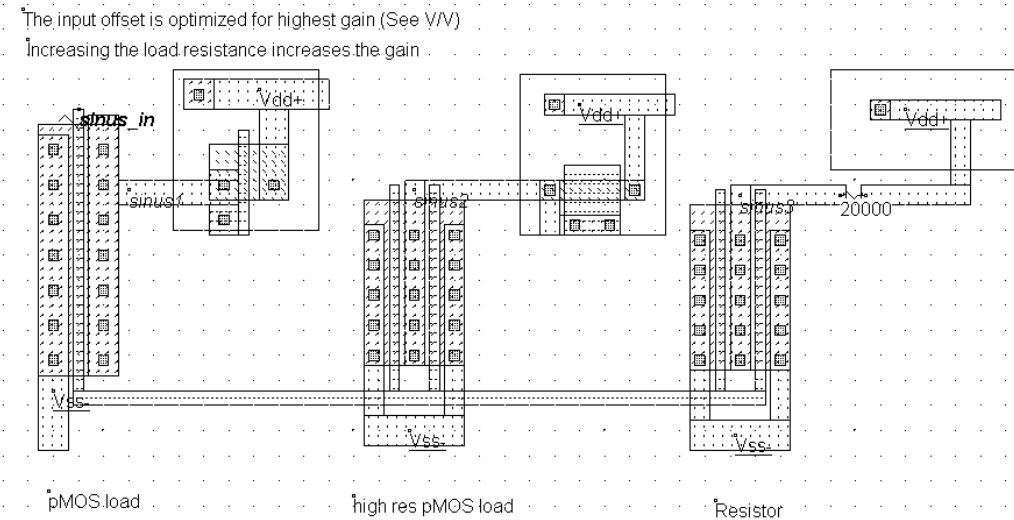 The input offset is optimized for highest gain (See V/V)
Increasing the load resistance increases the gain
sinus_in
Vdd+
Vdd+
Vdd+
sinus1
sinus2
sinus3
20000
Vss-
Vss-
Vss-
pMOS load
high res pMOS load
Resistor